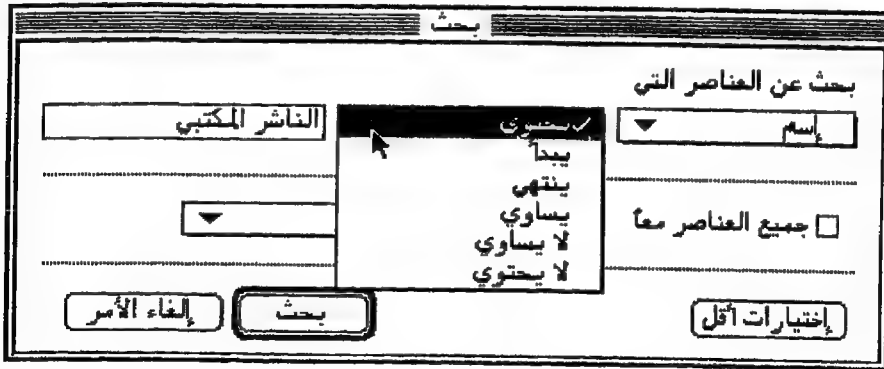 بحث
بحث عن العناصر التي
إسم
✓يحتوي
الناشر المكتبي
يبدأ
ينتهي
يساوي
لا يساوي
لا يحتوي
جميع العناصر معاً
إختيارات أقل
بحث
إلغاء الأمر